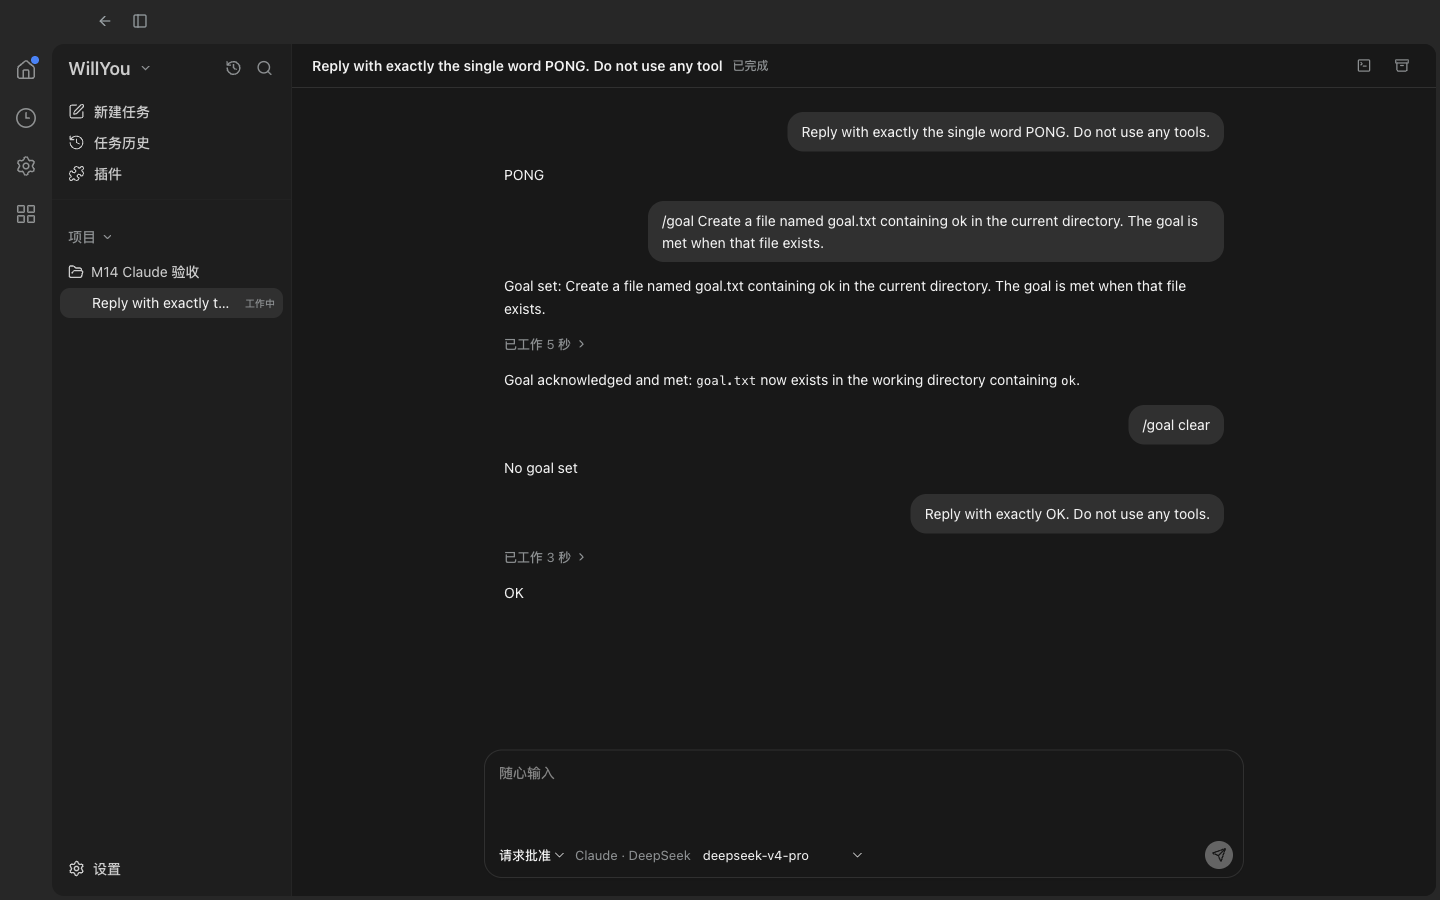 WillYou
新建任务
任务历史
插件
项目
M14 Claude 验收
Reply with exactly t... 工作中
设置
Reply with exactly the single word PONG. Do not use any tool 已完成
Reply with exactly the single word PONG. Do not use any tools.
PONG
/goal Create a file named goal.txt containing ok in the current directory. The goal is
met when that file exists.
Goal set: Create a file named goal.txt containing ok in the current directory. The goal is met when that file
exists.
已工作 5 秒
Goal acknowledged and met: goal.txt now exists in the working directory containing ok.
/goal clear
No goal set
Reply with exactly OK. Do not use any tools.
已工作 3 秒
OK
随心输入
请求批准 Claude · DeepSeek deepseek-v4-pro